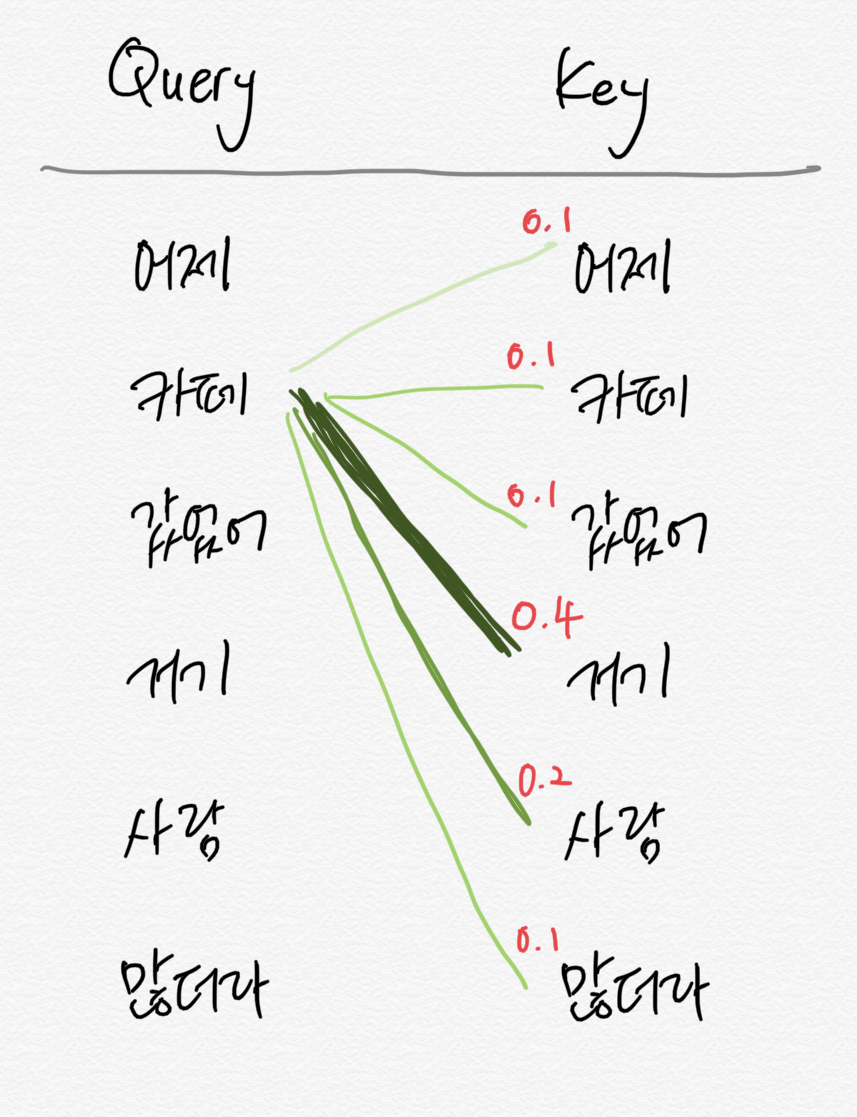 Query Key
0.1
어제 어제
0.1
카페 카페
0.1
갔었어 갔었어
0.4
거기 거기
0.2
사람 사람
0.1
많더라 많더라